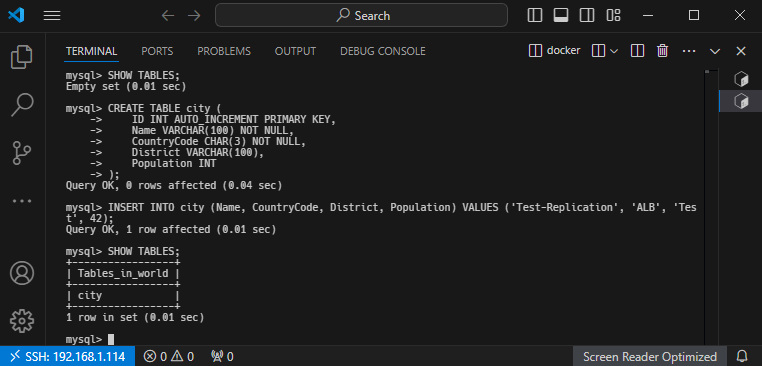 Search
TERMINAL PORTS PROBLEMS OUTPUT DEBUG CONSOLE docker
mysql> SHOW TABLES;
Empty set (0.01 sec)
mysql> CREATE TABLE city (
    ->     ID INT AUTO_INCREMENT PRIMARY KEY,
    ->     Name VARCHAR(100) NOT NULL,
    ->     CountryCode CHAR(3) NOT NULL,
    ->     District VARCHAR(100),
    ->     Population INT
    -> );
Query OK, 0 rows affected (0.04 sec)
mysql> INSERT INTO city (Name, CountryCode, District, Population) VALUES ('Test-Replication', 'ALB', 'Tes
t', 42);
Query OK, 1 row affected (0.01 sec)
mysql> SHOW TABLES;
+-----------------+
| Tables_in_world |
+-----------------+
| city            |
+-----------------+
1 row in set (0.01 sec)
mysql>
SSH: 192.168.1.114 0 0 0 Screen Reader Optimized